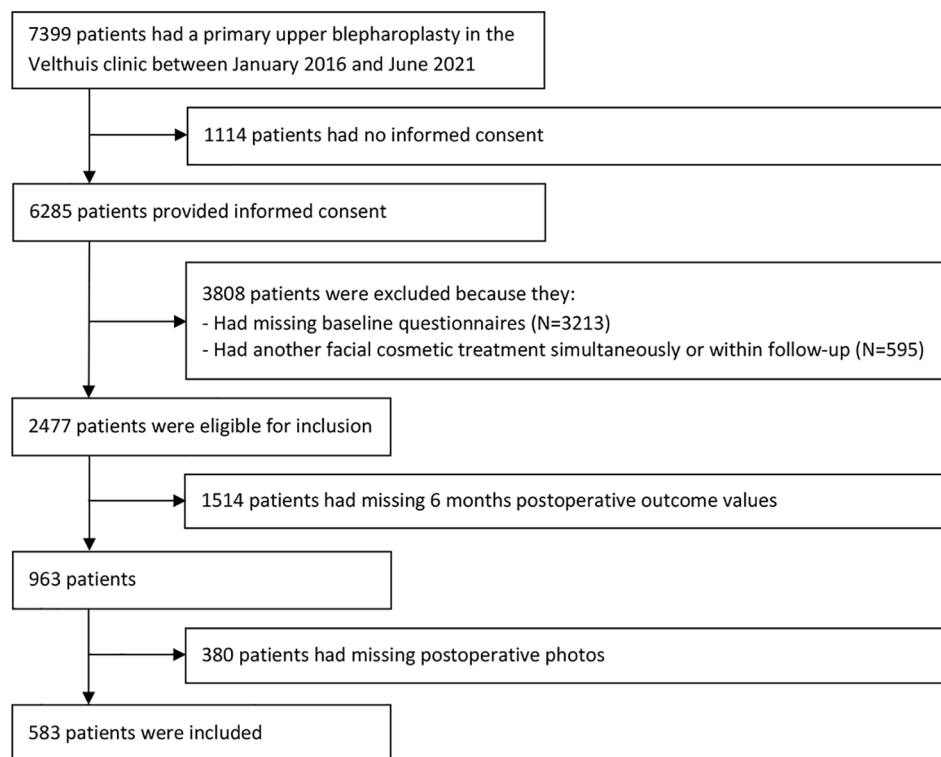 7399 patients had a primary upper blepharoplasty in the
Velthuis clinic between January 2016 and June 2021
1114 patients had no informed consent
6285 patients provided informed consent
3808 patients were excluded because they:
- Had missing baseline questionnaires (N=3213)
- Had another facial cosmetic treatment simultaneously or within follow-up (N=595)
2477 patients were eligible for inclusion
1514 patients had missing 6 months postoperative outcome values
963 patients
380 patients had missing postoperative photos
583 patients were included